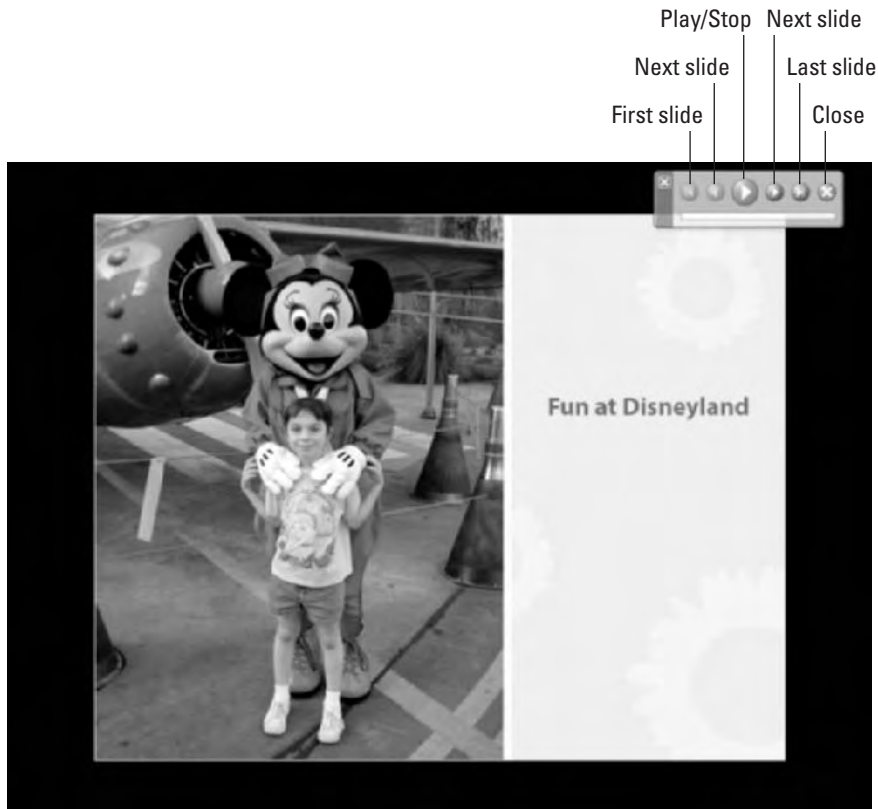 Play/Stop Next slide
Next slide Last slide
First slide Close
Fun at Disneyland